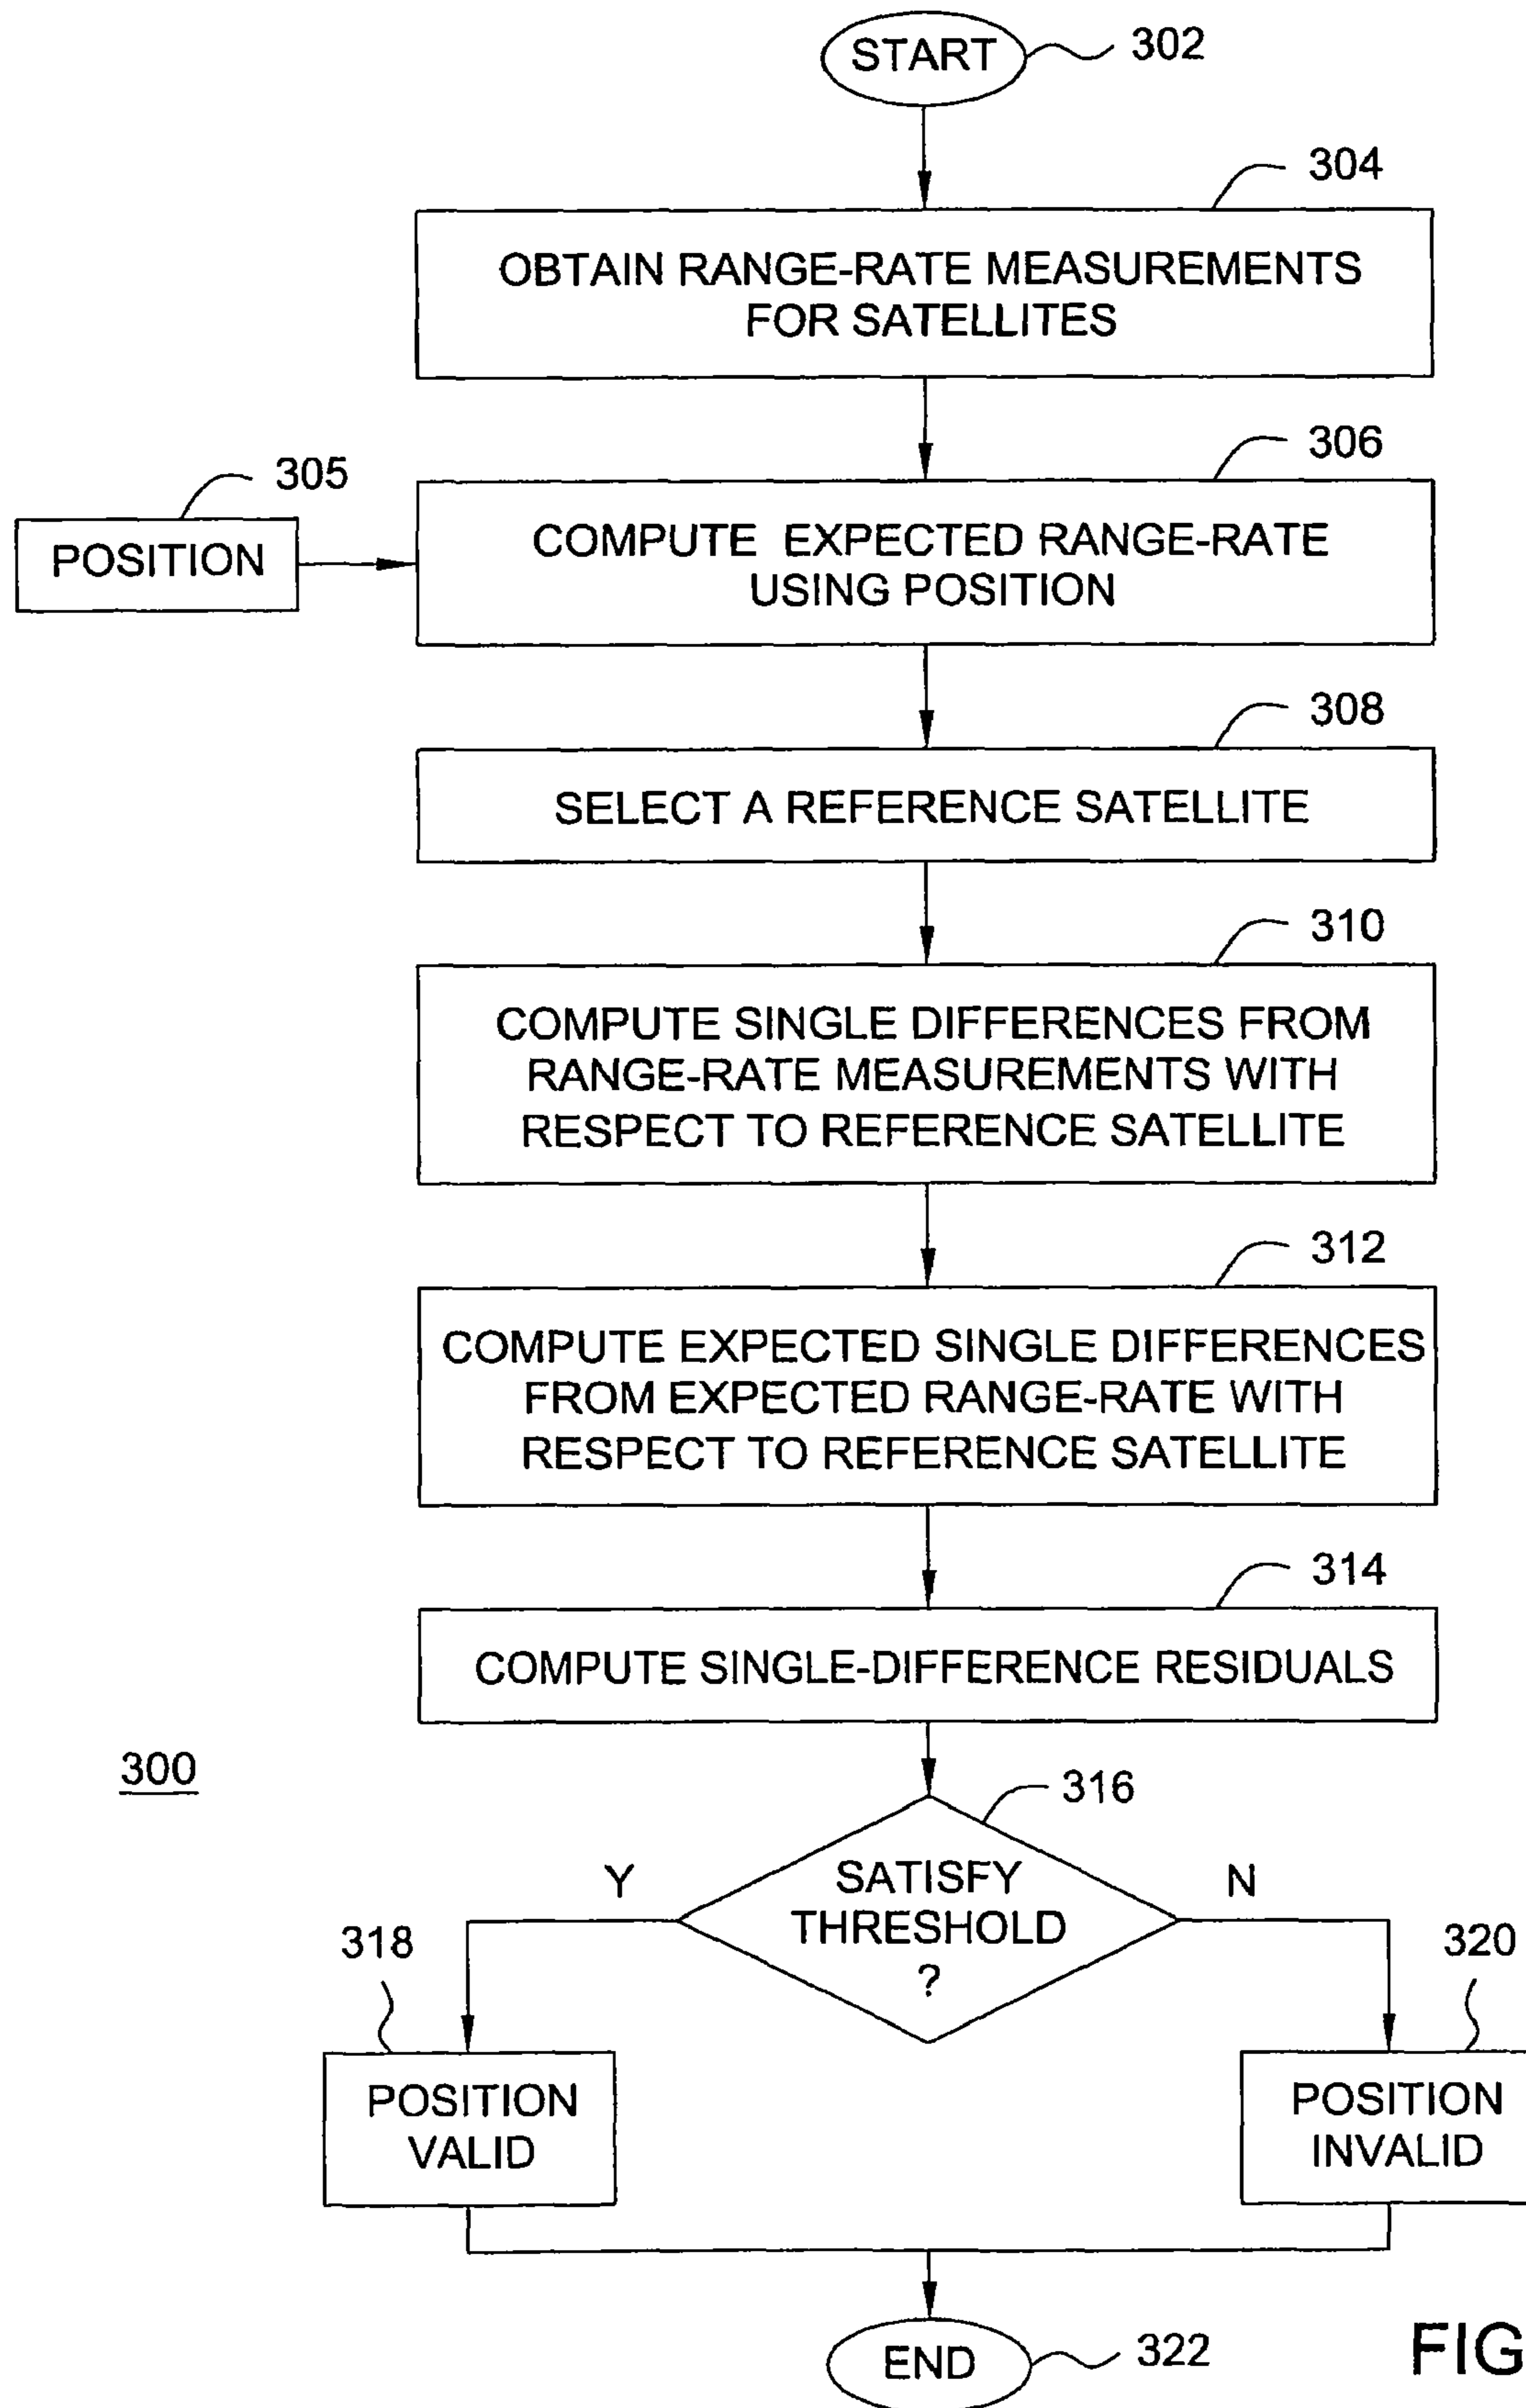 START
302
304
OBTAIN RANGE-RATE MEASUREMENTS
FOR SATELLITES
305
306
POSITION
COMPUTE EXPECTED RANGE-RATE
USING POSITION
308
SELECT A REFERENCE SATELLITE
310
COMPUTE SINGLE DIFFERENCES FROM
RANGE-RATE MEASUREMENTS WITH
RESPECT TO REFERENCE SATELLITE
312
COMPUTE EXPECTED SINGLE DIFFERENCES
FROM EXPECTED RANGE-RATE WITH
RESPECT TO REFERENCE SATELLITE
314
COMPUTE SINGLE-DIFFERENCE RESIDUALS
300
316
Y
SATISFY
THRESHOLD
?
N
318
320
POSITION
VALID
POSITION
INVALID
END
322
FIG